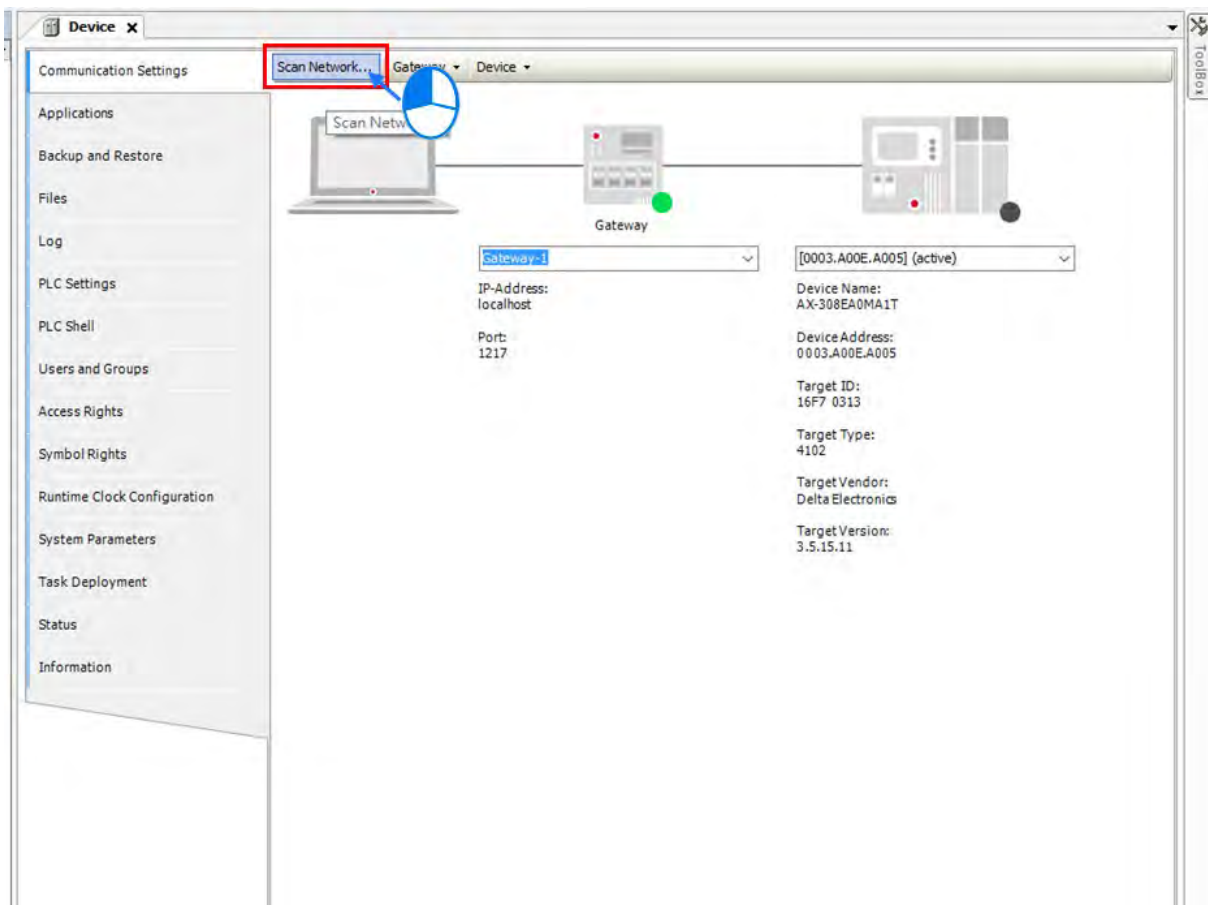 Device
ToolBox
Communication Settings
Scan Network...
Gateway
Device
Applications
Scan Netw
Backup and Restore
Files
Log
PLC Settings
PLC Shell
Users and Groups
Access Rights
Symbol Rights
Runtime Clock Configuration
System Parameters
Task Deployment
Status
Information
Gateway
Gateway-1
IP-Address:
localhost
Port:
1217
[0003.A00E.A005] (active)
Device Name:
AX-308EA0MA1T
Device Address:
0003.A00E.A005
Target ID:
16F7 0313
Target Type:
4102
Target Vendor:
Delta Electronics
Target Version:
3.5.15.11